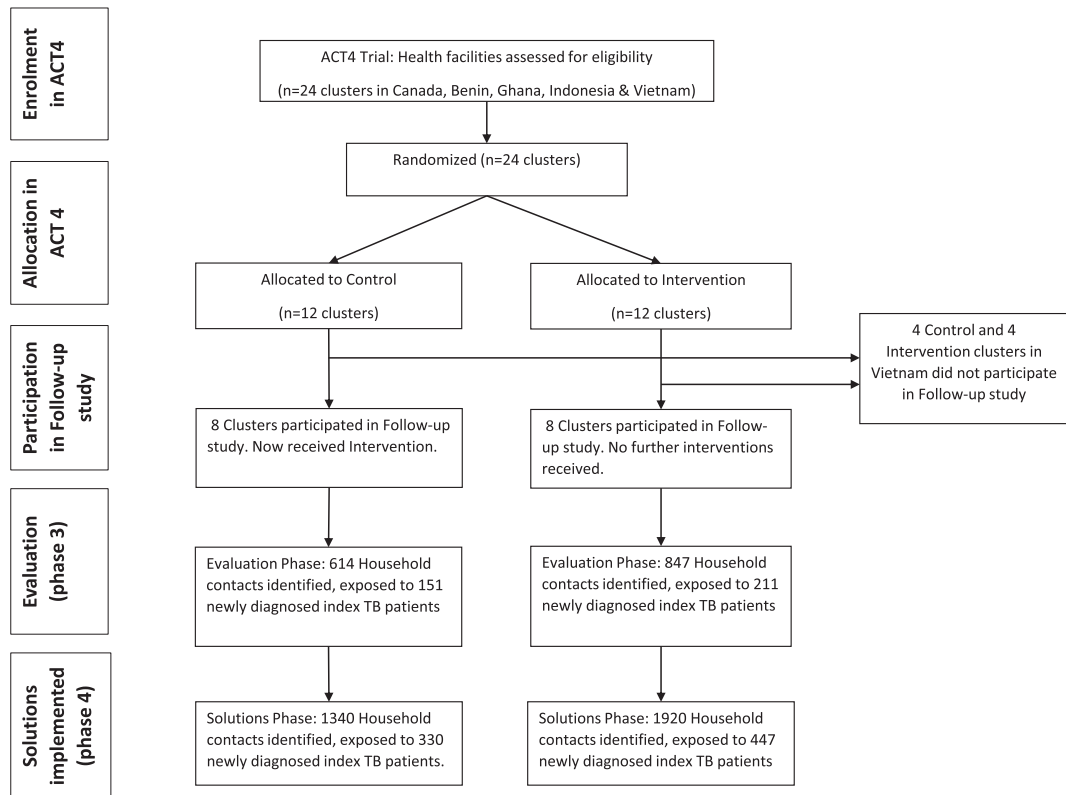 Enrolment
in ACT4
ACT4 Trial: Health facilities assessed for eligibility
(n=24 clusters in Canada, Benin, Ghana, Indonesia & Vietnam)
Randomized (n=24 clusters)
Allocation in
ACT 4
Allocated to Control
(n=12 clusters)
Allocated to Intervention
(n=12 clusters)
4 Control and 4
Intervention clusters in
Vietnam did not participate
in Follow-up study
Participation
in Follow-up
study
8 Clusters participated in Follow-up
study. Now received Intervention.
8 Clusters participated in Follow-
up study. No further interventions
received.
Evaluation
(phase 3)
Evaluation Phase: 614 Household
contacts identified, exposed to 151
newly diagnosed index TB patients
Evaluation Phase: 847 Household
contacts identified, exposed to 211
newly diagnosed index TB patients
Solutions
implemented
(phase 4)
Solutions Phase: 1340 Household
contacts identified, exposed to 330
newly diagnosed index TB patients.
Solutions Phase: 1920 Household
contacts identified, exposed to 447
newly diagnosed index TB patients